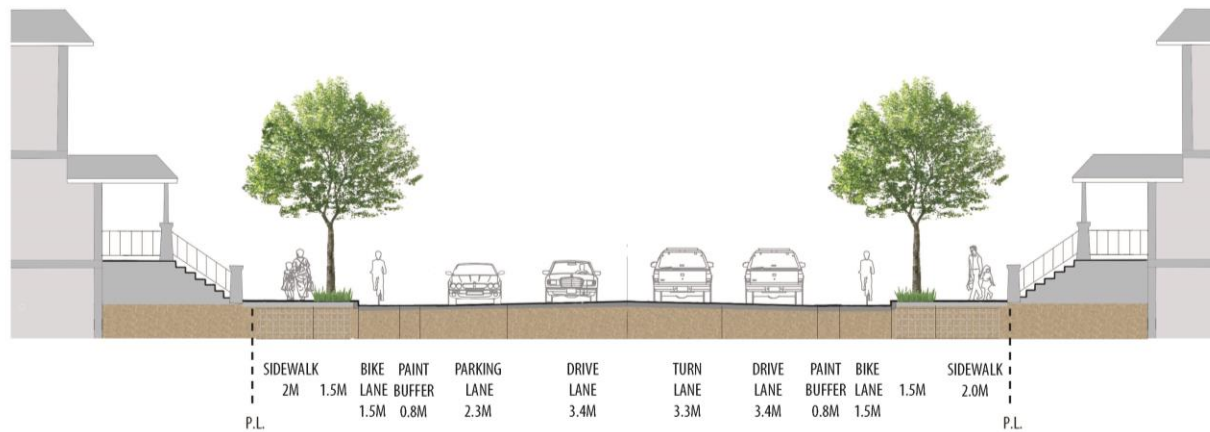 SIDEWALK
2M
1.5M
BIKE
LANE
1.5M
PAINT
BUFFER
0.8M
PARKING
LANE
2.3M
DRIVE
LANE
3.4M
TURN
LANE
3.3M
DRIVE
LANE
3.4M
PAINT
BUFFER
0.8M
BIKE
LANE
1.5M
1.5M
SIDEWALK
2.0M
P.L.
P.L.